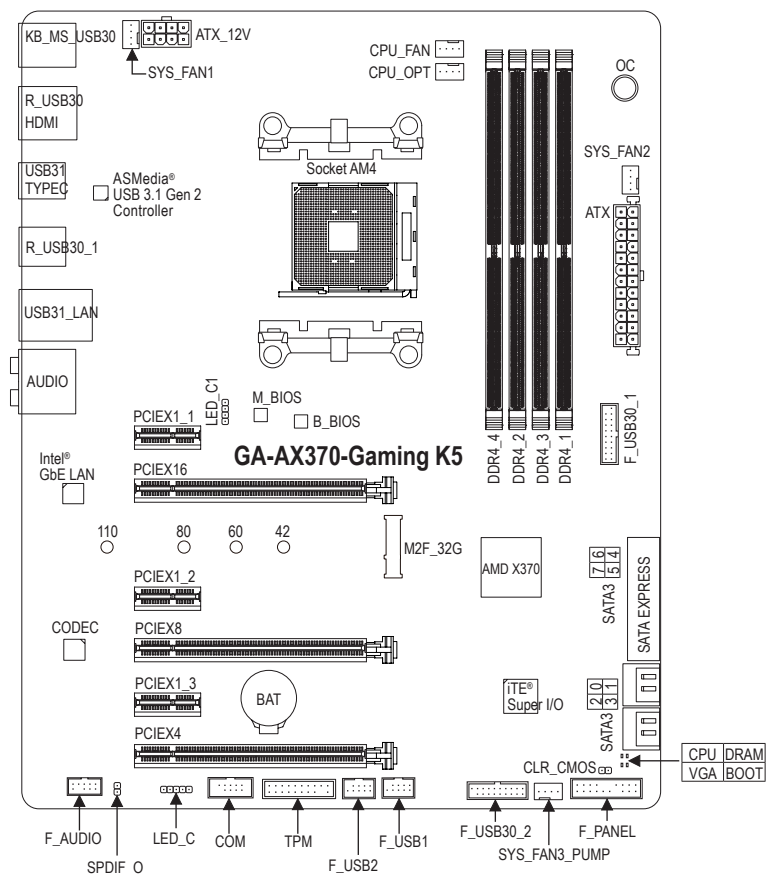 KB_MS_USB30
ATX_12V
SYS_FAN1
CPU_FAN
CPU_OPT
OC
R_USB30
HDMI
SYS_FAN2
Socket AM4
USB31
TYPEC
ASMedia®
USB 3.1 Gen 2
Controller
ATX
R_USB30_1
USB31_LAN
AUDIO
LED_C1
M_BIOS
B_BIOS
PCIEX1_1
F_USB30_1
DDR4_4
DDR4_2
DDR4_3
DDR4_1
GA-AX370-Gaming K5
Intel®
GbE LAN
PCIEX16
110
80
60
42
M2F_32G
AMD X370
7 6
5 4
SATA3
SATA EXPRESS
PCIEX1_2
CODEC
PCIEX8
PCIEX1_3
BAT
iTE®
Super I/O
2 0
3 1
SATA3
PCIEX4
CLR_CMOS
CPU DRAM
VGA BOOT
F_AUDIO
SPDIF_O
LED_C
COM
TPM
F_USB2
F_USB1
F_USB30_2
SYS_FAN3_PUMP
F_PANEL